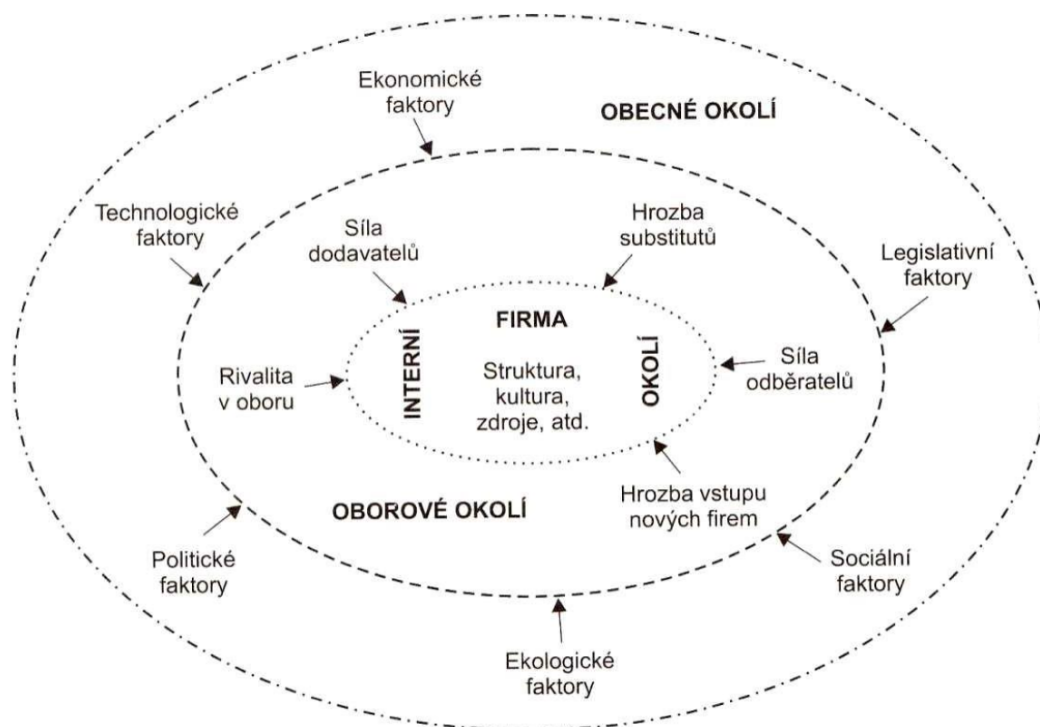 Ekonomické
faktory
OBECNÉ OKOLÍ
Technologické
faktory
Síla
dodavatelů
Hrozba
substitutů
Legislativní
faktory
FIRMA
INTERNÍ
OKOLÍ
Struktura,
kultura,
zdroje, atd.
Rivalita
v oboru
Síla
odběratelů
OBOROVÉ OKOLÍ
Hrozba vstupu
nových firem
Politické
faktory
Sociální
faktory
Ekologické
faktory